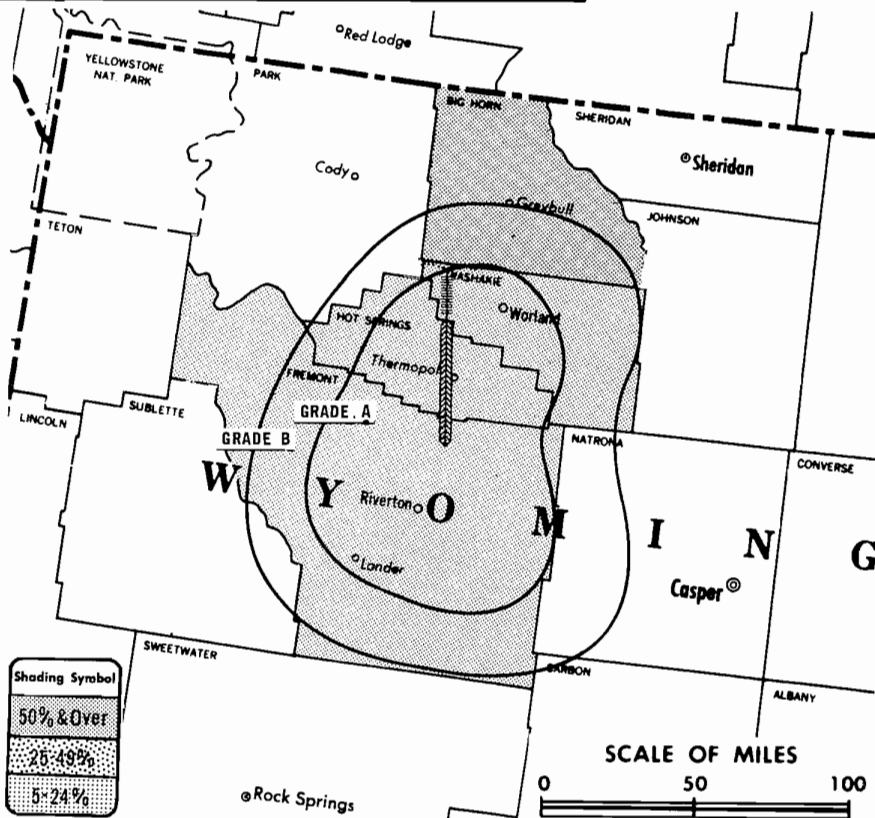 Red Lodge
YELLOWSTONE
NAT. PARK
PARK
BIG HORN
SHERIDAN
Sheridan
Cody
Greybull
JOHNSON
TETON
WASHAKIE
Worland
HOT SPRINGS
Thermopol
FREMONT
GRADE A
LINCOLN
SUBLETTE
GRADE B
NATRONA
CONVERSE
W Y O M I N G
Riverton
Lander
Casper
SWEETWATER
CARBON
ALBANY
Shading Symbol
50% & Over
25-49%
5-24%
SCALE OF MILES
0 50 100
Rock Springs